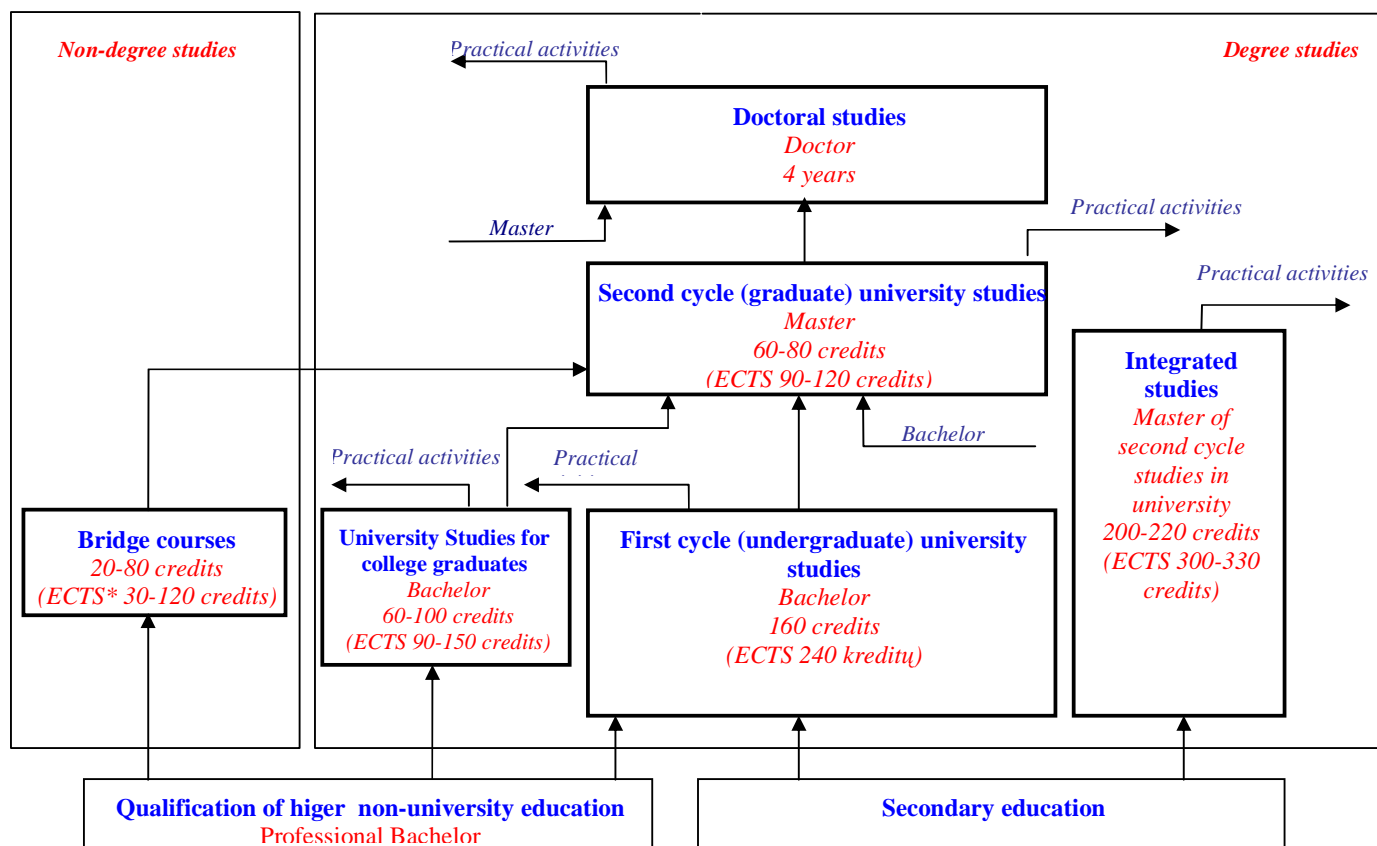 Non-degree studies
Practical activities
Degree studies
Doctoral studies
Doctor
4 years
Practical activities
Master
Practical activities
Second cycle (graduate) university studies
Master
60-80 credits
(ECTS 90-120 credits)
Integrated
studies
Master of
second cycle
studies in
university
200-220 credits
(ECTS 300-330
credits)
Bachelor
Practical activities
Practical
Bridge courses
20-80 credits
(ECTS* 30-120 credits)
University Studies for
college graduates
Bachelor
60-100 credits
(ECTS 90-150 credits)
First cycle (undergraduate) university
studies
Bachelor
160 credits
(ECTS 240 kreditų)
Qualification of higer non-university education
Professional Bachelor
Secondary education